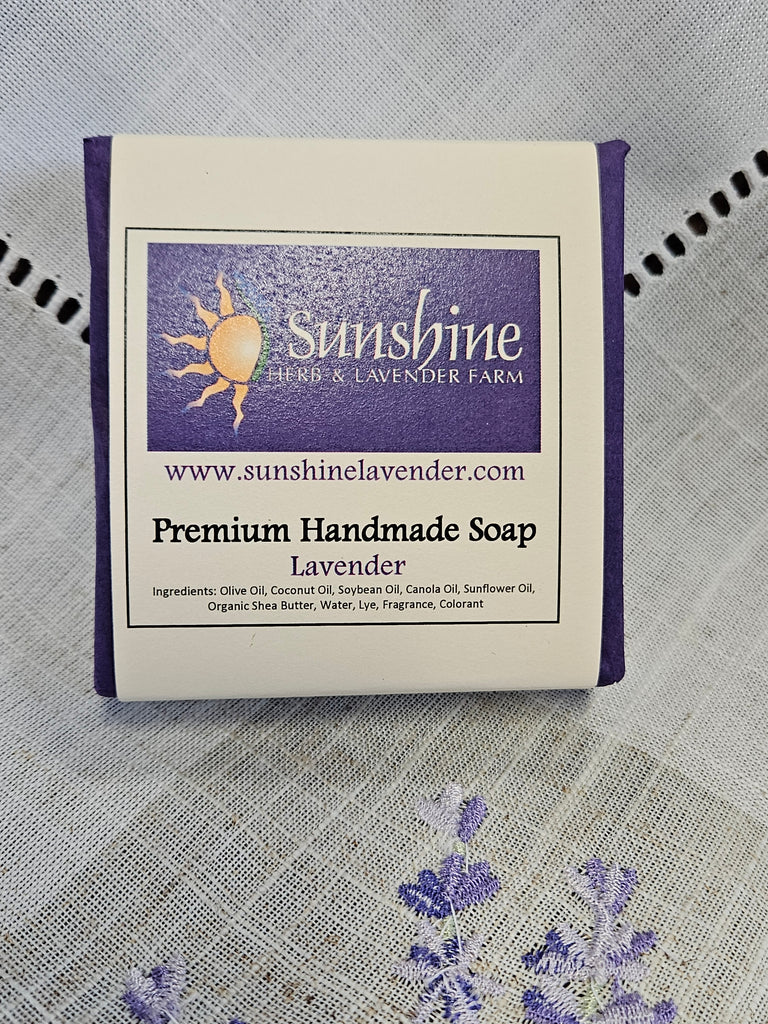 Sunshine
HERB & LAVENDER FARM
www.sunshinelavender.com
Premium Handmade Soap
Lavender
Ingredients: Olive Oil, Coconut Oil, Soybean Oil, Canola Oil, Sunflower Oil,
Organic Shea Butter, Water, Lye, Fragrance, Colorant